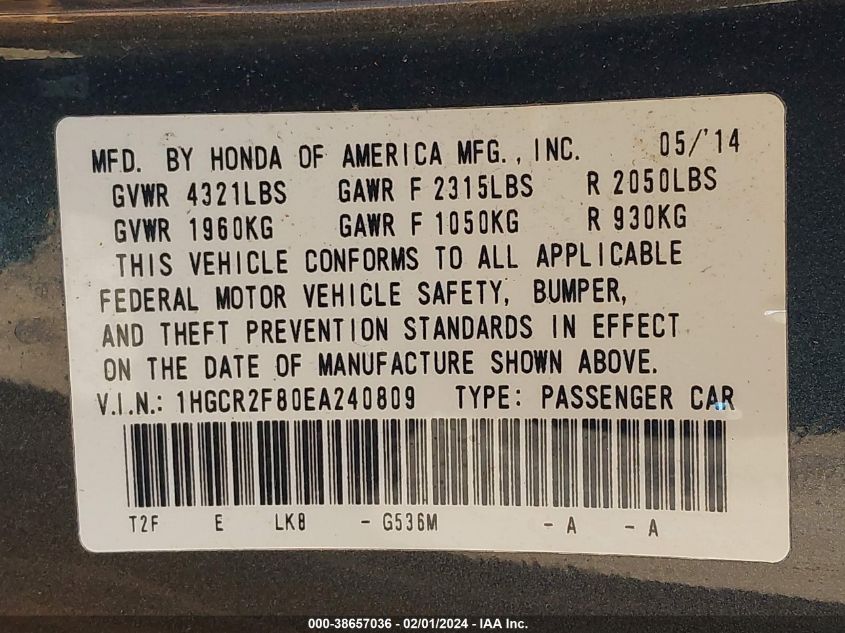 MFD. BY HONDA OF AMERICA MFG., INC. 05/'14
GVWR 4321LBS GAWR F 2315LBS R 2050LBS
GVWR 1960KG GAWR F 1050KG R 930KG
THIS VEHICLE CONFORMS TO ALL APPLICABLE
FEDERAL MOTOR VEHICLE SAFETY, BUMPER,
AND THEFT PREVENTION STANDARDS IN EFFECT
ON THE DATE OF MANUFACTURE SHOWN ABOVE.
V.I.N.: 1HGCR2F80EA240809 TYPE: PASSENGER CAR
T2F E LK8 - G536M - A - A
000-38657036 - 02/01/2024 - IAA Inc.